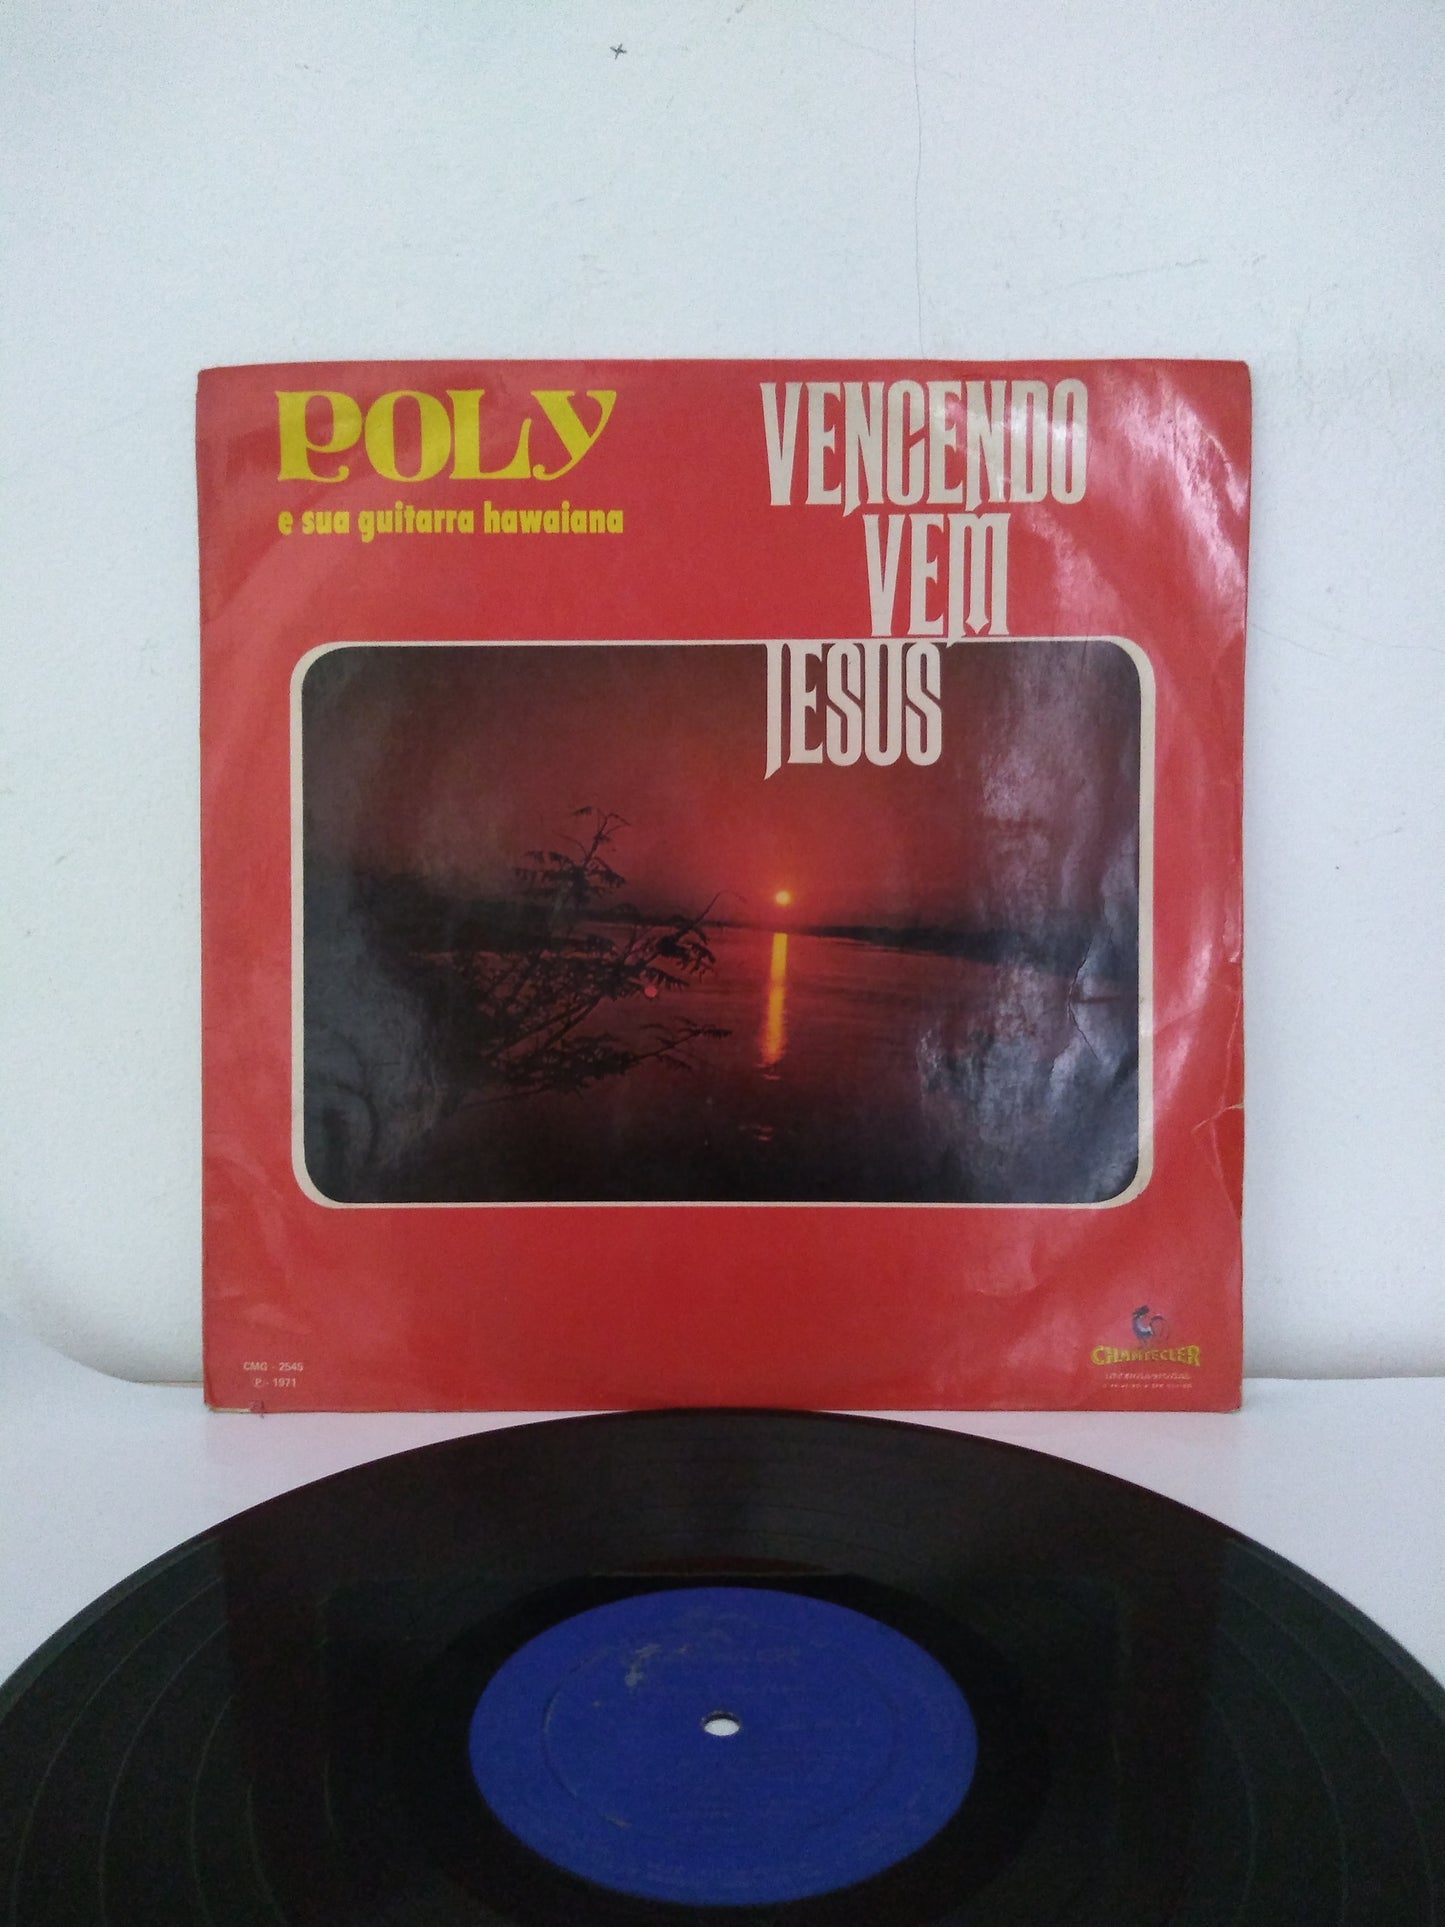 POLY
e sua guitarra hawaiana
VENCENDO
VEM
JESUS
CMG - 2545
P - 1971
CHANTECLER